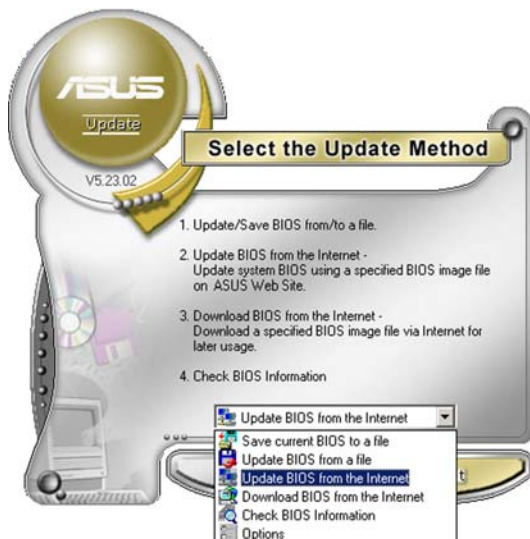 ASUS
Update
V5.23.02
Select the Update Method
1. Update/Save BIOS from/to a file.
2. Update BIOS from the Internet -
Update system BIOS using a specified BIOS image file
on ASUS Web Site.
3. Download BIOS from the Internet -
Download a specified BIOS image file via Internet for
later usage.
4. Check BIOS Information
Update BIOS from the Internet
Save current BIOS to a file
Update BIOS from a file
Update BIOS from the Internet
t
Download BIOS from the Internet
Check BIOS Information
Options